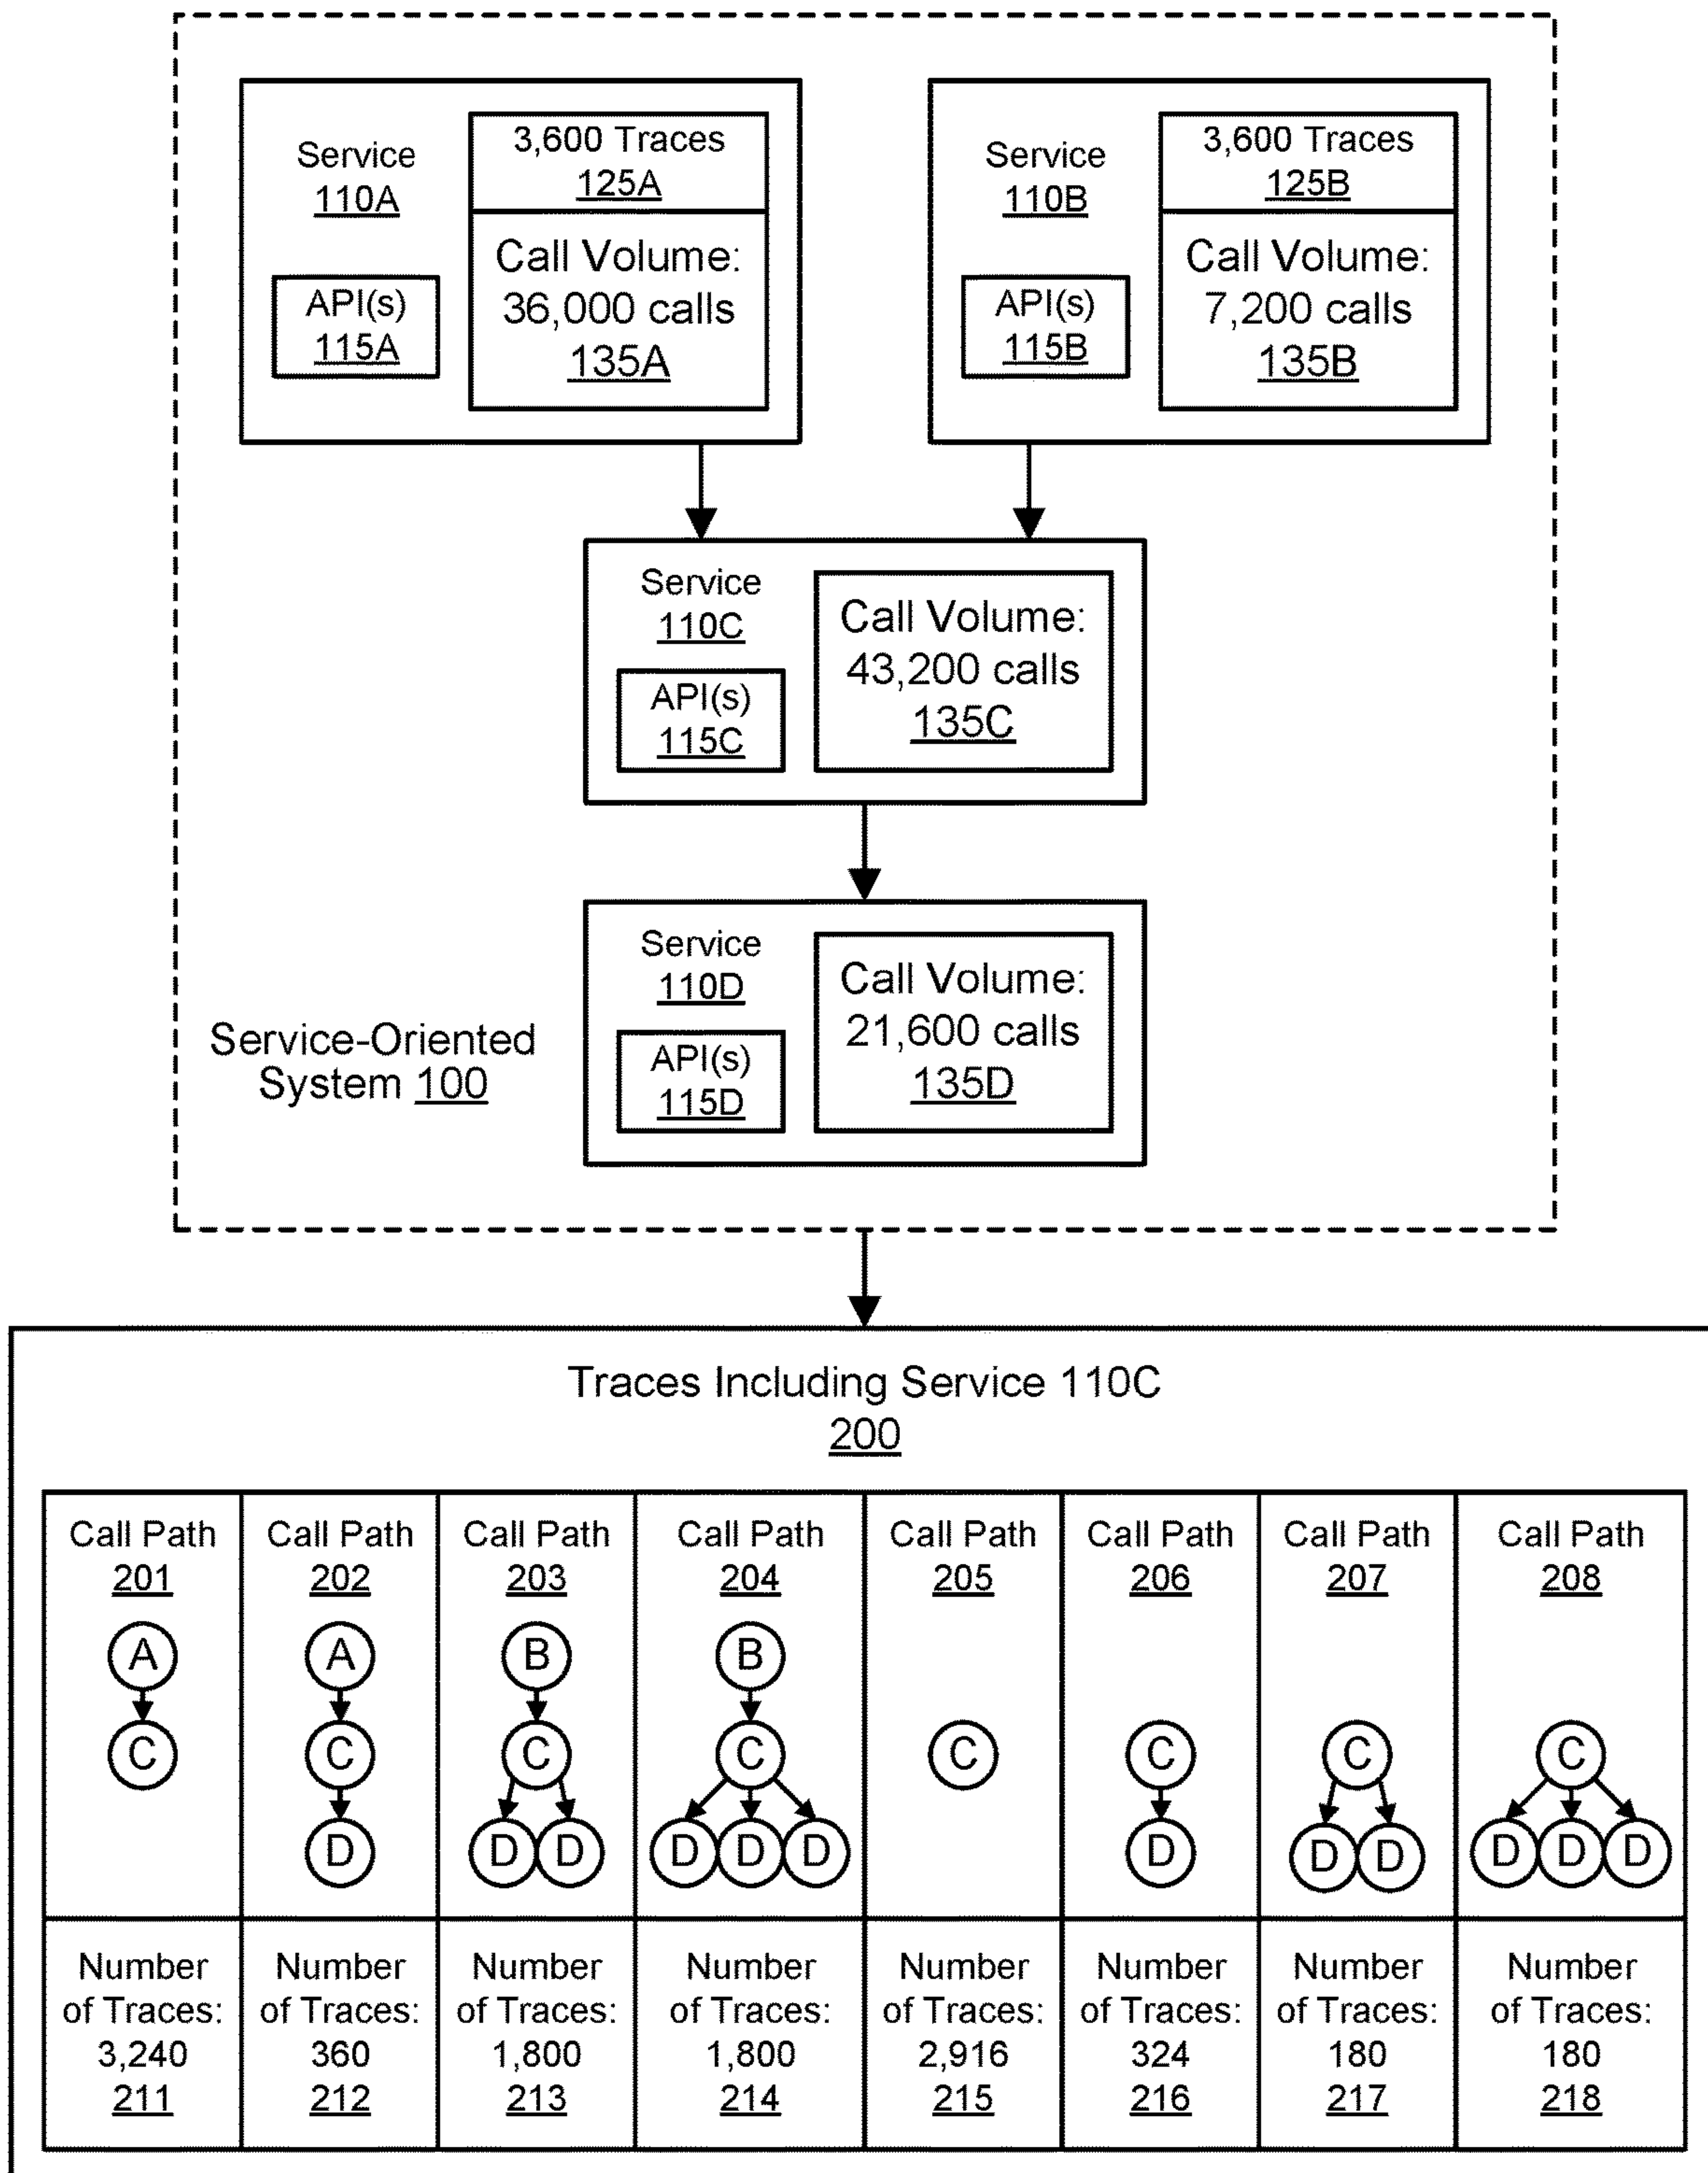 Service
110A
3,600 Traces
125A
API(s)
115A
Call Volume:
36,000 calls
135A
Service
110B
3,600 Traces
125B
API(s)
115B
Call Volume:
7,200 calls
135B
Service
110C
API(s)
115C
Call Volume:
43,200 calls
135C
Service
110D
API(s)
115D
Call Volume:
21,600 calls
135D
Service-Oriented
System 100
Traces Including Service 110C
200
Call Path
201
A
C
Number
of Traces:
3,240
211
Call Path
202
A
C
D
Number
of Traces:
360
212
Call Path
203
B
C
D D
Number
of Traces:
1,800
213
Call Path
204
B
C
D D D
Number
of Traces:
1,800
214
Call Path
205
C
Number
of Traces:
2,916
215
Call Path
206
C
D
Number
of Traces:
324
216
Call Path
207
C
D D
Number
of Traces:
180
217
Call Path
208
C
D D D
Number
of Traces:
180
218